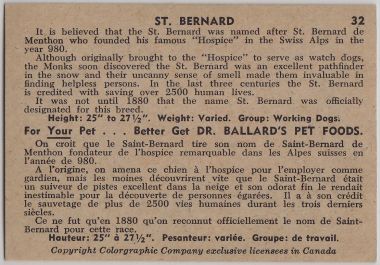 ST. BERNARD 32
It is believed that the St. Bernard was named after St. Bernard de
Menthon who founded his famous "Hospice" in the Swiss Alps in the
year 980.
Although originally brought to the "Hospice" to serve as watch dogs,
the Monks soon discovered the St. Bernard was an excellent pathfinder
in the snow and their uncanny sense of smell made them invaluable in
finding helpless persons. In the last three centuries the St. Bernard
is credited with saving over 2500 human lives.
It was not until 1880 that the name St. Bernard was officially
designated for this breed.
Height: 25" to 27½". Weight: Varied. Group: Working Dogs.
For Your Pet . . . Better Get DR. BALLARD'S PET FOODS.
On croit que le Saint-Bernard tire son nom de Saint-Bernard de
Menthon fondateur de l'hospice remarquable dans les Alpes suisses en
l'année de 980.
A l'origine, on amena ce chien à l'hospice pour l'employer comme
gardien, mais les moines découvrirent vite que le Saint-Bernard était
un suiveur de pistes excellent dans la neige et son odorat fin le rendait
inestimable pour la découverte de personnes égarées. Il a à son crédit
le sauvetage de plus de 2500 vies humaines durant les trois derniers
siècles.
Ce ne fut qu'en 1880 qu'on reconnut officiellement le nom de Saint-
Bernard pour cette race.
Hauteur: 25" à 27½". Pesanteur: variée. Groupe: de travail.
Copyright Colorgraphic Company exclusive licensees in Canada